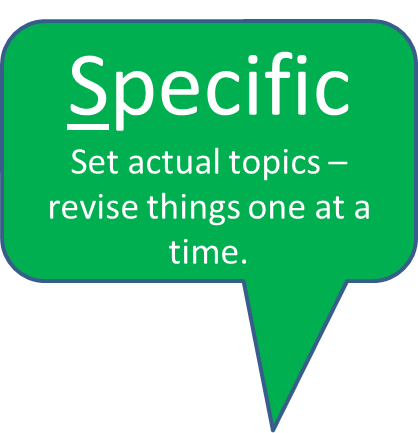 Specific
Set actual topics –
revise things one at a
time.